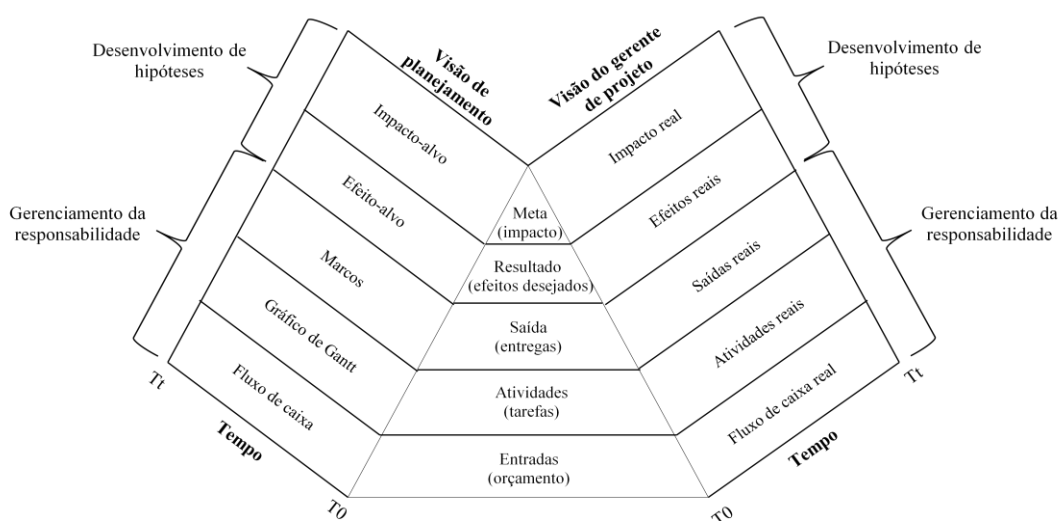 Desenvolvimento de
hipóteses
Gerenciamento da
responsabilidade
Visão de
planejamento
Impacto-alvo
Efeito-alvo
Marcos
Gráfico de Gantt
Fluxo de caixa
Tt
Tempo
T0
Meta
(impacto)
Resultado
(efeitos desejados)
Saída
(entregas)
Atividades
(tarefas)
Entradas
(orçamento)
Visão do gerente
de projeto
Impacto real
Efeitos reais
Saídas reais
Atividades reais
Fluxo de caixa real
Tt
Tempo
T0
Desenvolvimento de
hipóteses
Gerenciamento da
responsabilidade